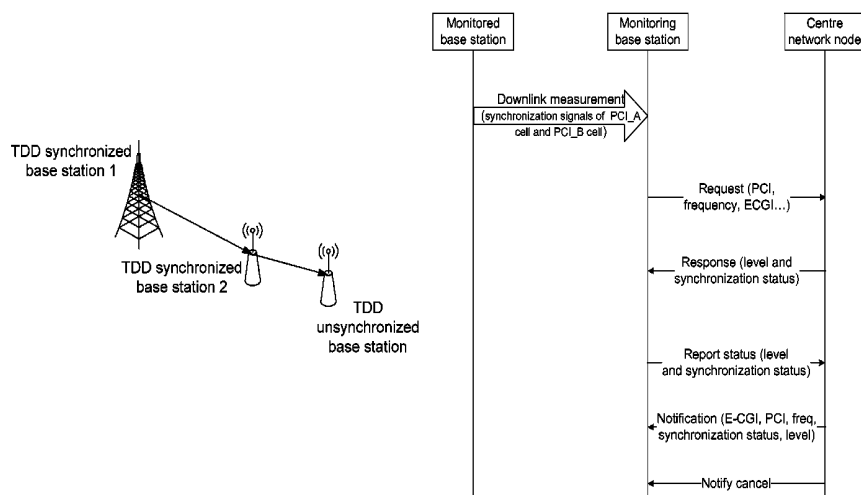 TDD synchronized
base station 1
TDD synchronized
base station 2
TDD
unsynchronized
base station
Monitored
base station
Monitoring
base station
Centre
network node
Downlink measurement
(synchronization signals of PCI_A
cell and PCI_B cell)
Request (PCI,
frequency, ECGI...)
Response (level and
synchronization status)
Report status (level
and synchronization status)
Notification (E-CGI, PCI, freq,
synchronization status, level)
Notify cancel